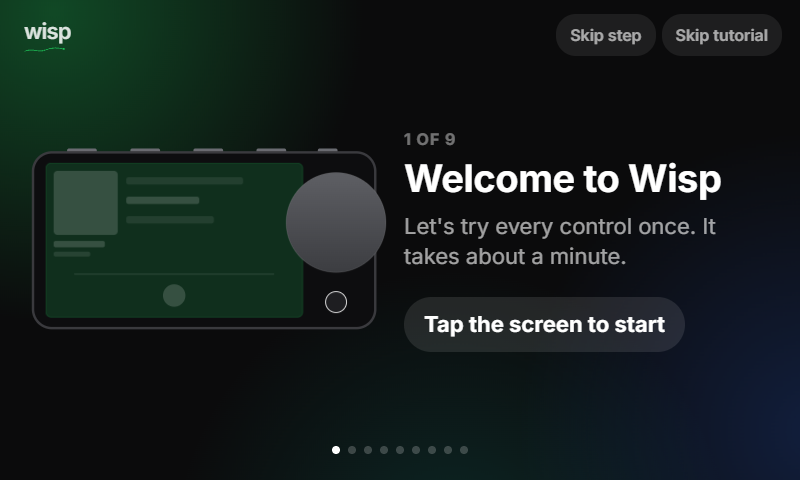 wisp
Skip step
Skip tutorial
1 OF 9
Welcome to Wisp
Let's try every control once. It
takes about a minute.
Tap the screen to start